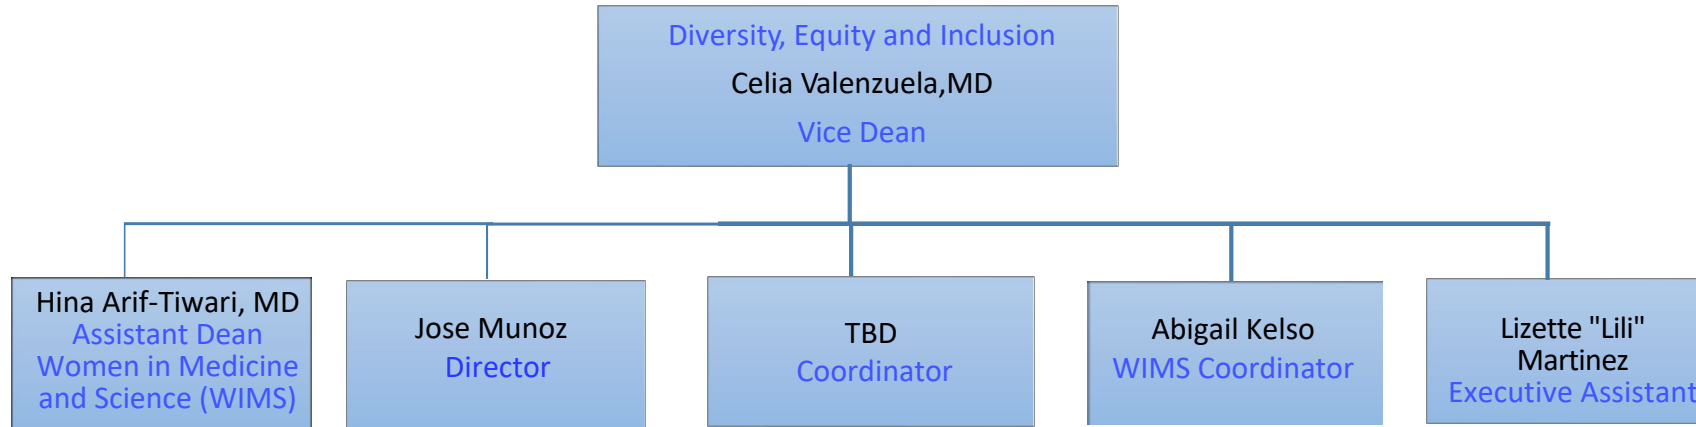 Diversity, Equity and Inclusion
Celia Valenzuela,MD
Vice Dean
Hina Arif-Tiwari, MD
Assistant Dean
Women in Medicine
and Science (WIMS)
Jose Munoz
Director
TBD
Coordinator
Abigail Kelso
WIMS Coordinator
Lizette "Lili"
Martinez
Executive Assistant